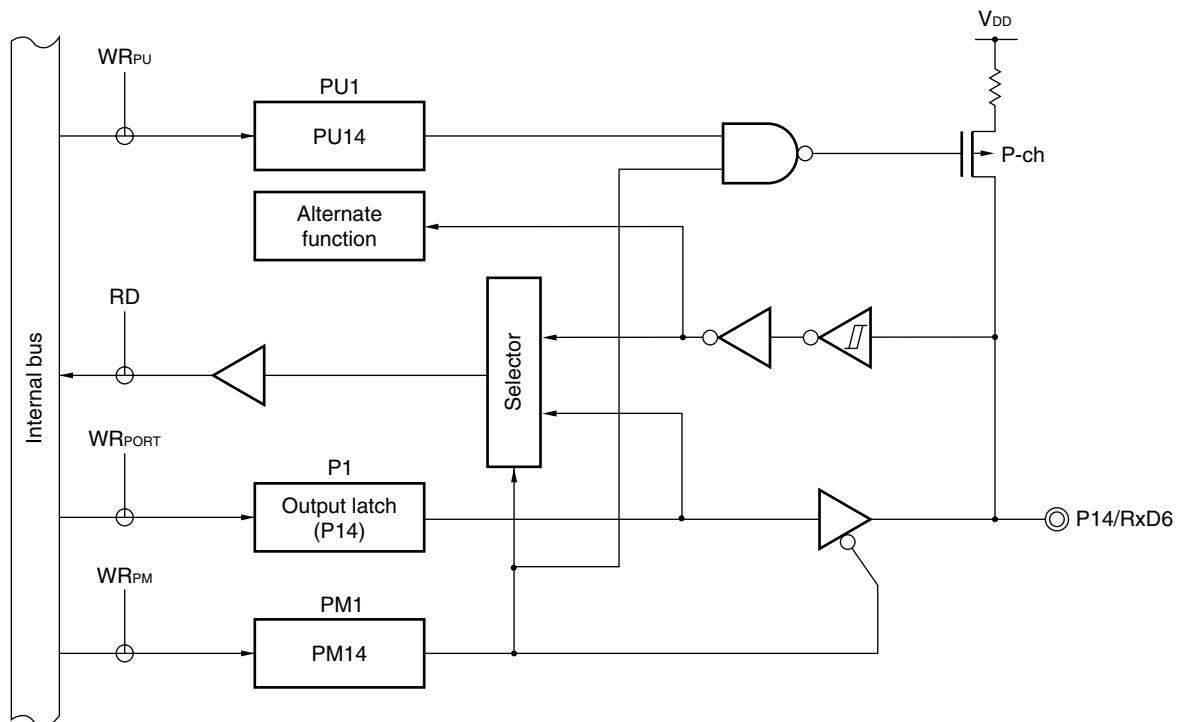 VDD
WRPU
PU1
PU14
P-ch
Alternate
function
RD
Selector
Internal bus
WRPORT
P1
Output latch
(P14)
P14/RxD6
WRPM
PM1
PM14